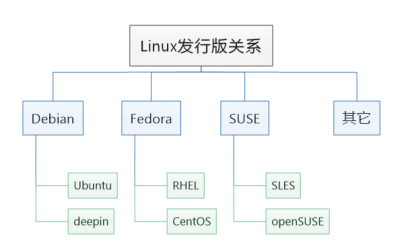 Linux发行版关系
Debian
Fedora
SUSE
其它
Ubuntu
RHEL
SLES
deepin
CentOS
openSUSE